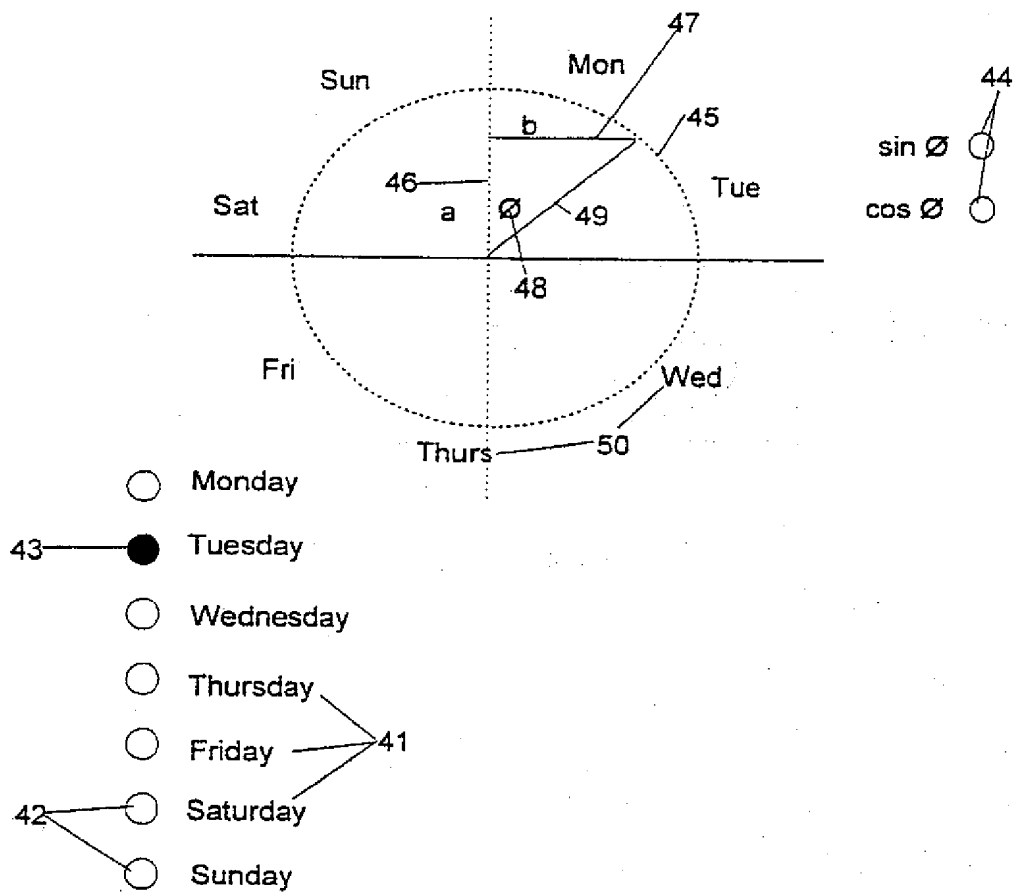 47
Mon
Sun
44
b
45
sin Ø
46
Tue
Sat
a
Ø
49
cos Ø
48
Fri
Wed
Thurs
50
Monday
43
Tuesday
Wednesday
Thursday
Friday
41
Saturday
42
Sunday